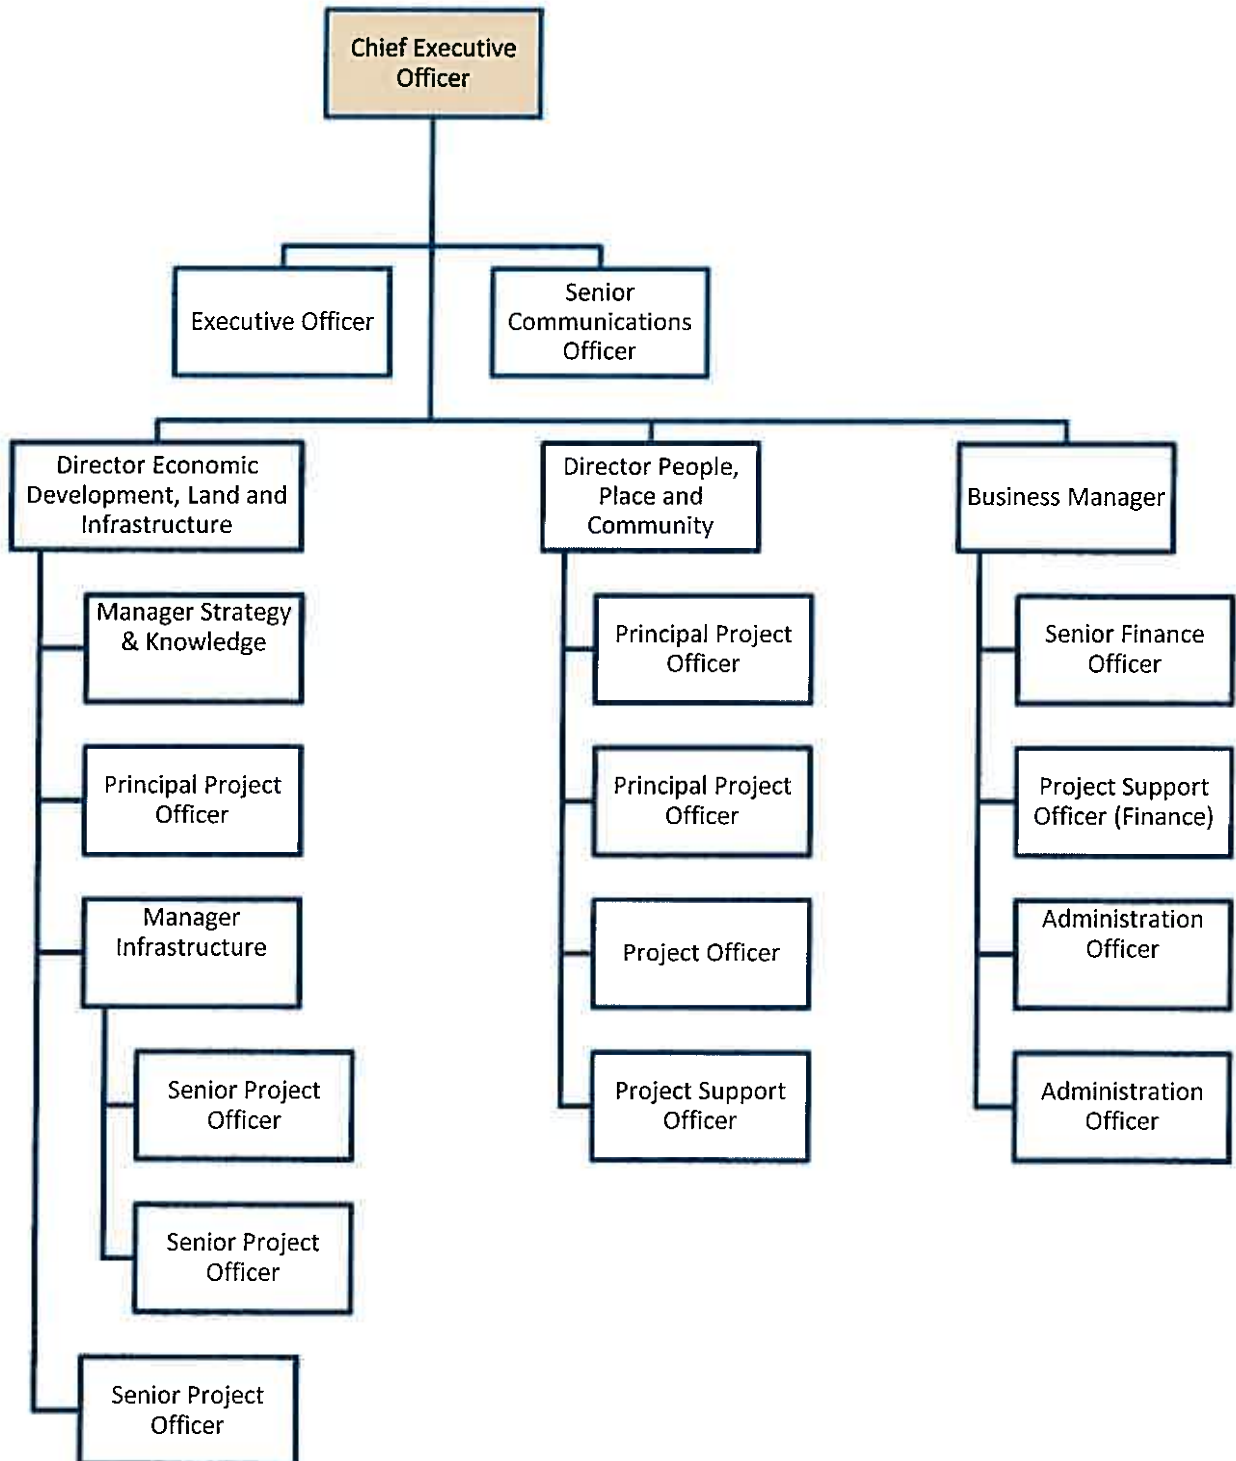 Chief Executive
Officer
Executive Officer
Senior
Communications
Officer
Director Economic
Development, Land and
Infrastructure
Director People,
Place and
Community
Business Manager
Manager Strategy
& Knowledge
Principal Project
Officer
Senior Finance
Officer
Principal Project
Officer
Principal Project
Officer
Project Support
Officer (Finance)
Manager
Infrastructure
Project Officer
Administration
Officer
Senior Project
Officer
Project Support
Officer
Administration
Officer
Senior Project
Officer
Senior Project
Officer